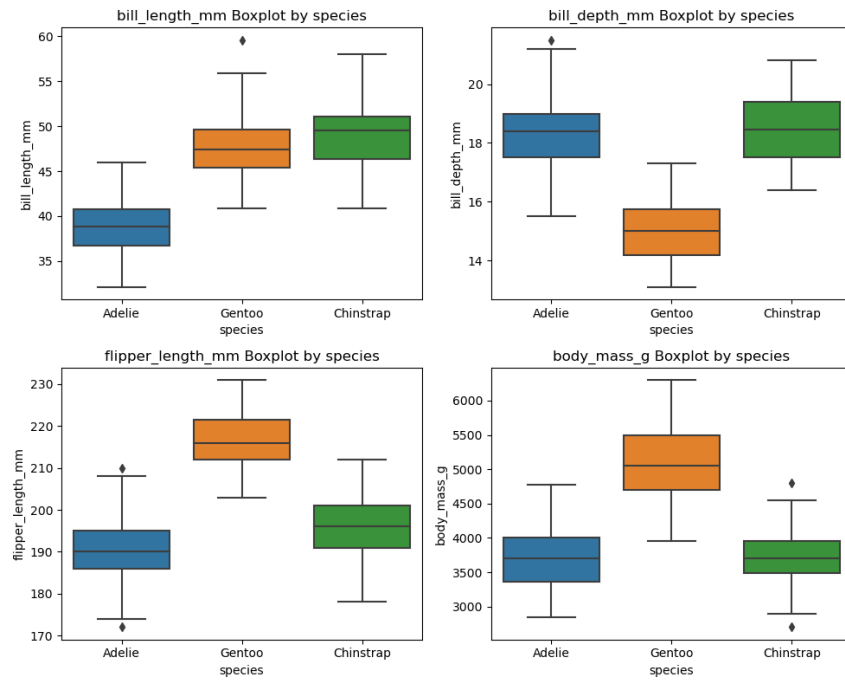 bill_length_mm Boxplot by species
bill_length_mm
60
55
50
45
40
35
Adelie Gentoo Chinstrap
species
bill_depth_mm Boxplot by species
bill_depth_mm
20
18
16
14
Adelie Gentoo Chinstrap
species
flipper_length_mm Boxplot by species
flipper_length_mm
230
220
210
200
190
180
170
Adelie Gentoo Chinstrap
species
body_mass_g Boxplot by species
body_mass_g
6000
5500
5000
4500
4000
3500
3000
Adelie Gentoo Chinstrap
species